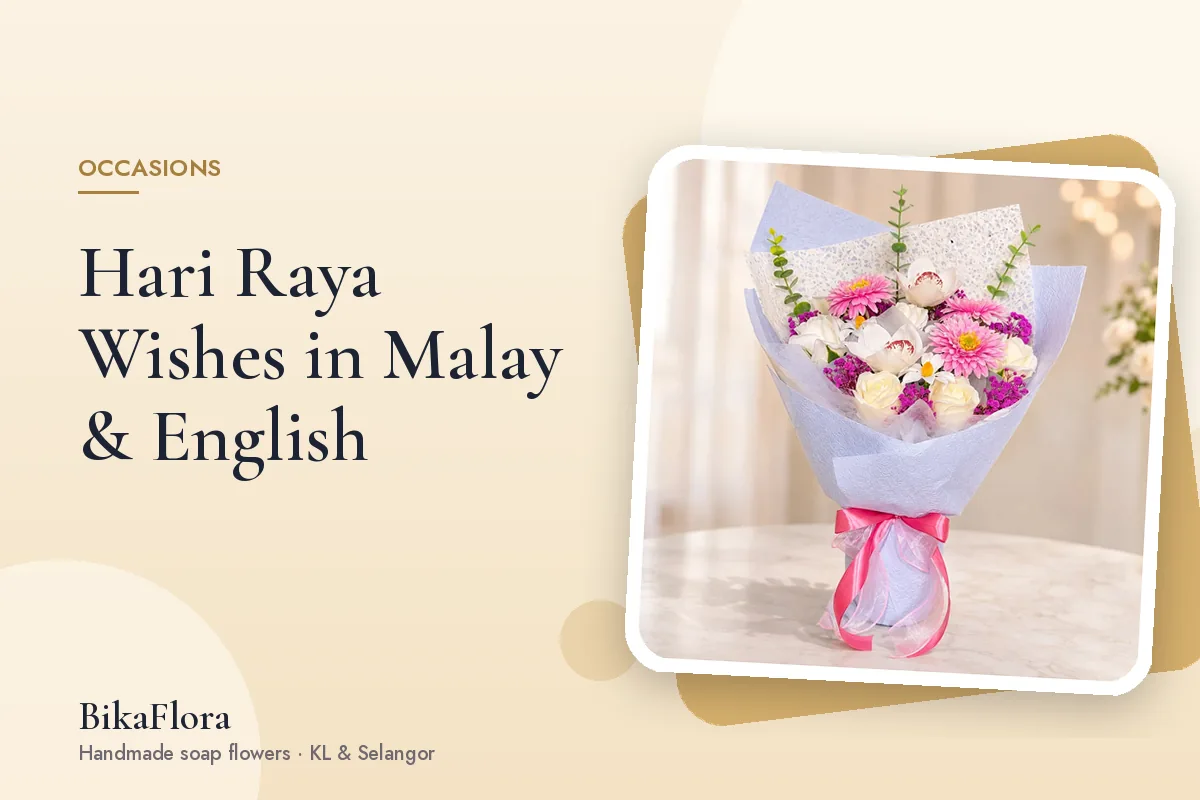 OCCASIONS
Hari Raya
Wishes in Malay
& English
BikaFlora
Handmade soap flowers · KL & Selangor